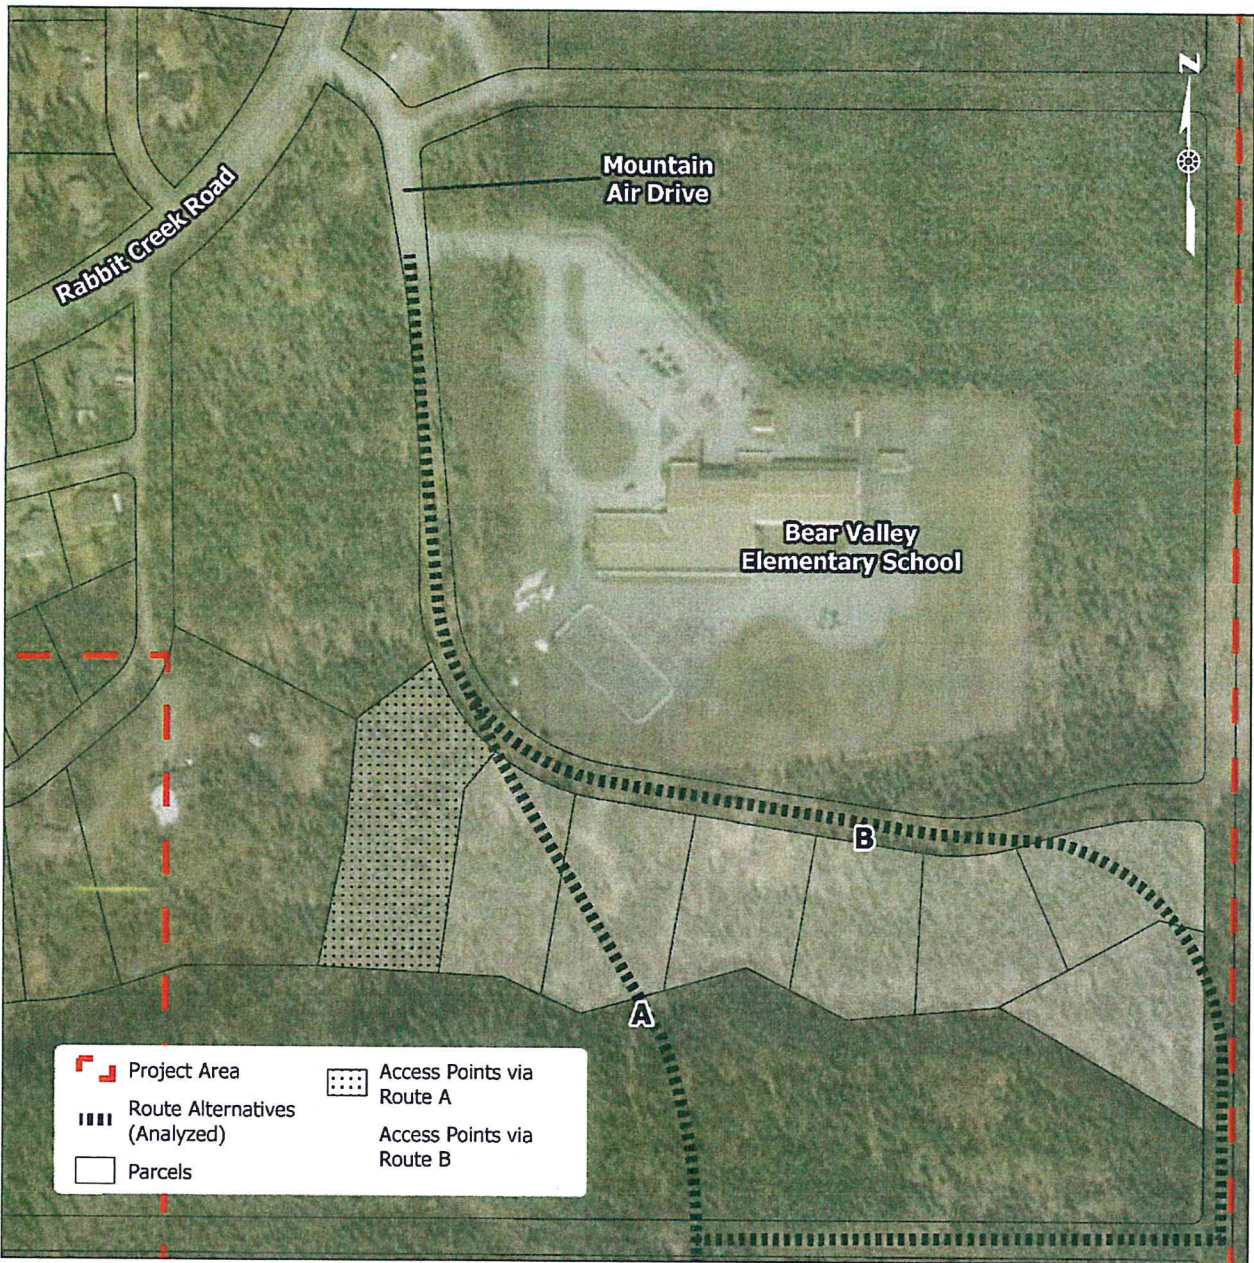 N
Mountain
Air Drive
Rabbit Creek Road
Bear Valley
Elementary School
B
A
Project Area
Route Alternatives
(Analyzed)
Parcels
Access Points via
Route A
Access Points via
Route B